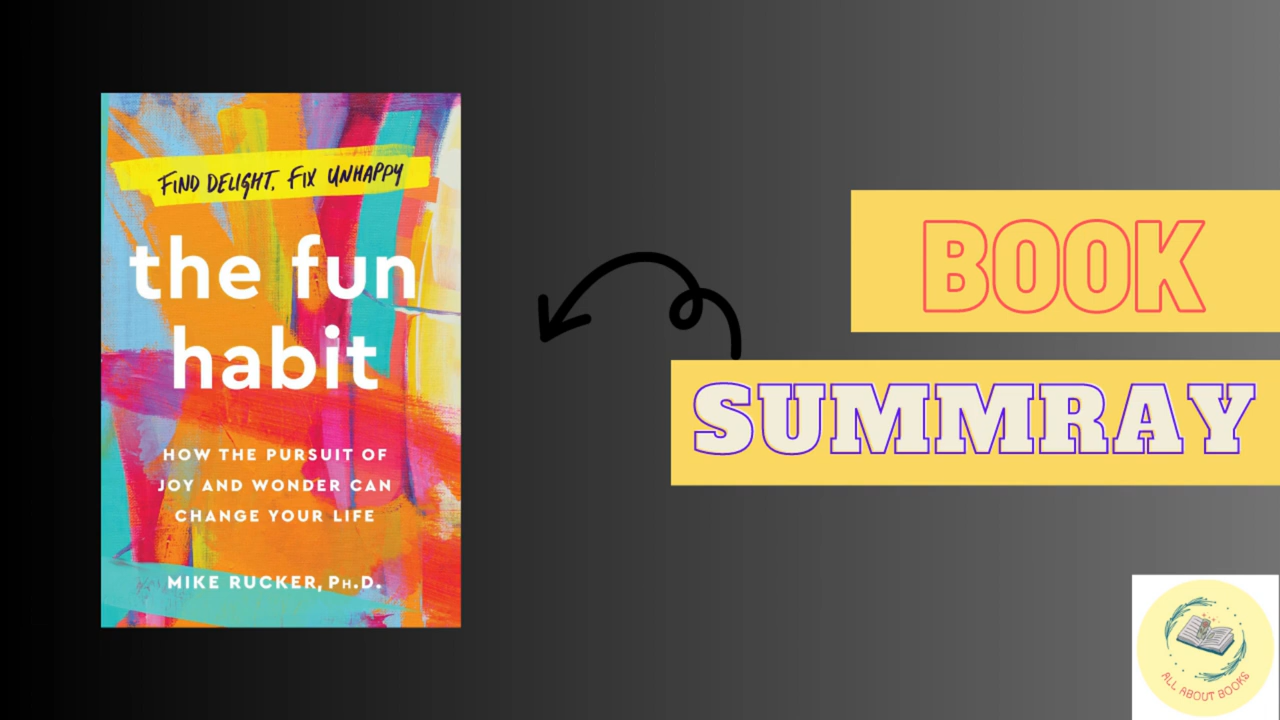 FIND DELIGHT. FIX UNHAPPY
the fun
habit
HOW THE PURSUIT OF
JOY AND WONDER CAN
CHANGE YOUR LIFE
MIKE RUCKER, PH.D.
BOOK
SUMMRAY
ALL ABOUT BOOKS